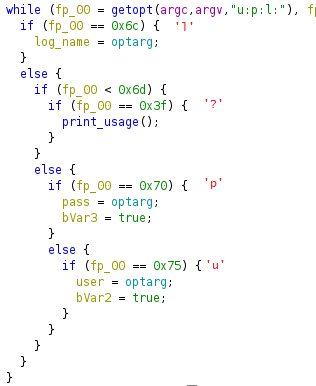 while (fp_00 = getopt(argc,argv,"u:p:l:"), f
if (fp_00 == 0x6c) { 'l'
log_name = optarg;
}
else {
if (fp_00 < 0x6d) {
if (fp_00 == 0x3f) { '?'
print_usage();
}
}
else {
if (fp_00 == 0x70) { 'p'
pass = optarg;
bVar3 = true;
}
else {
if (fp_00 == 0x75) { 'u'
user = optarg;
bVar2 = true;
}
}
}
}
}